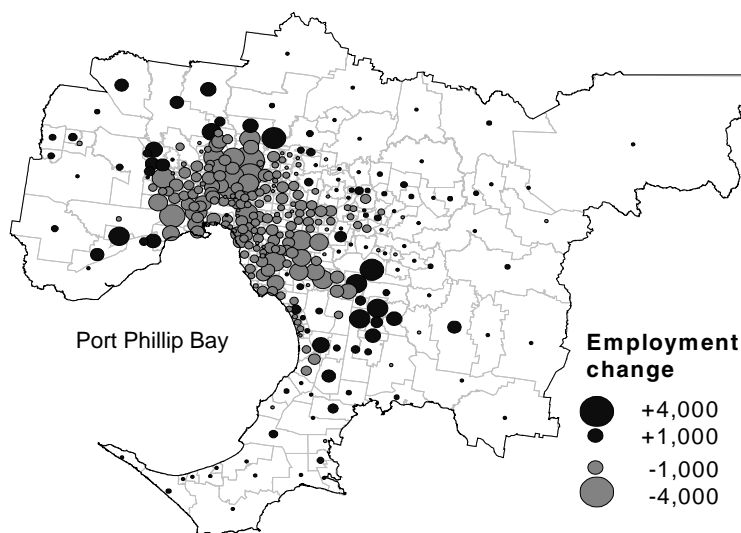 Port Phillip Bay
Employment
change
+4,000
+1,000
-1,000
-4,000